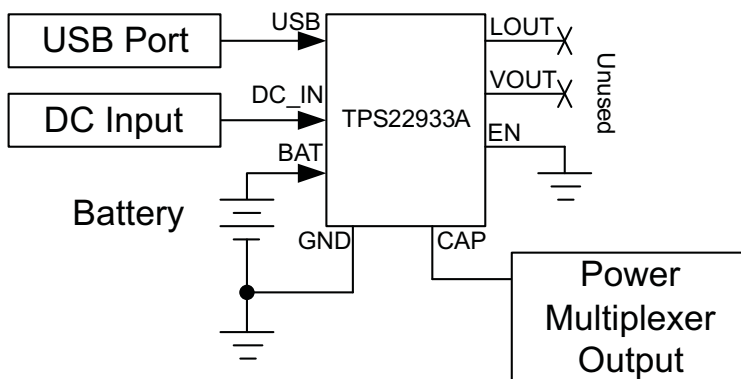 USB Port
USB
LOUT
DC Input
DC_IN
VOUT
Unused
TPS22933A
EN
BAT
Battery
GND
CAP
Power
Multiplexer
Output